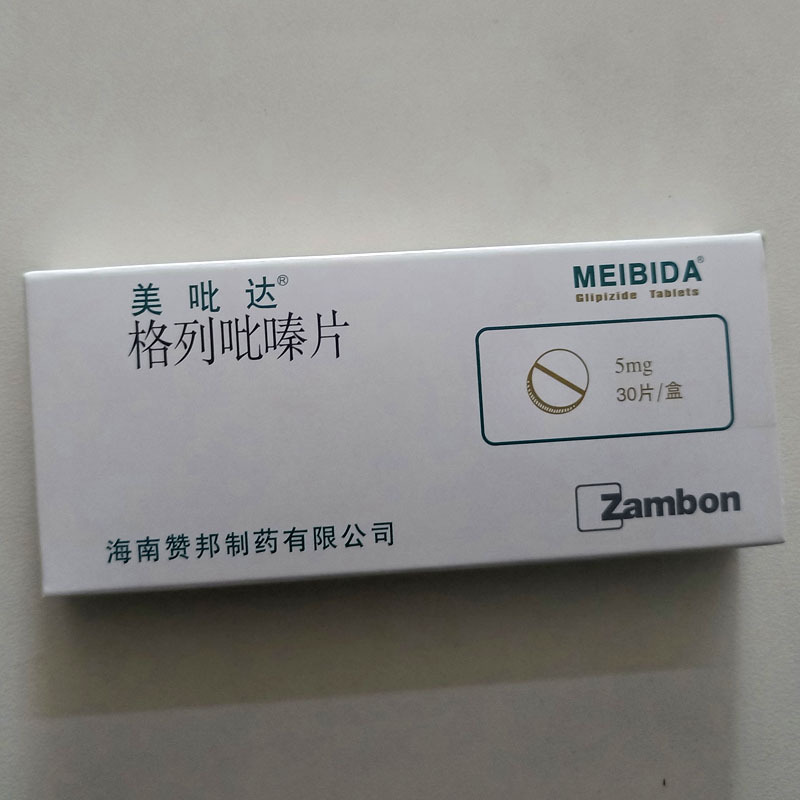 美吡达®
格列吡嗪片
MEIBIDA®
Glipizide Tablets
5mg
30片/盒
Zambon
海南赞邦制药有限公司